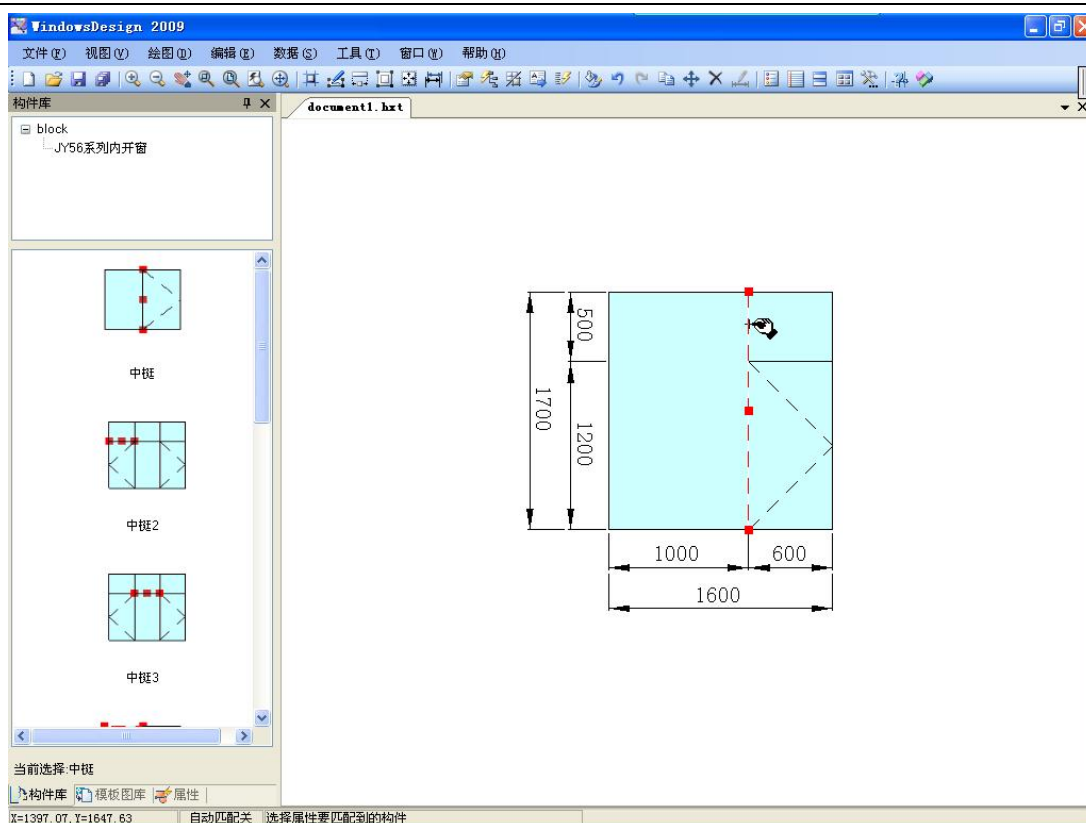 WindowsDesign 2009
文件(F) 视图(V) 绘图(D) 编辑(E) 数据(S) 工具(T) 窗口(W) 帮助(H)
构件库
document1.hxt
block
JY56系列内开窗
中梃
中梃2
中梃3
500
1700
1200
1000
600
1600
当前选择:中梃
构件库 模板图库 属性
X=1397.07,Y=1647.63 自动匹配关 选择属性要匹配到的构件